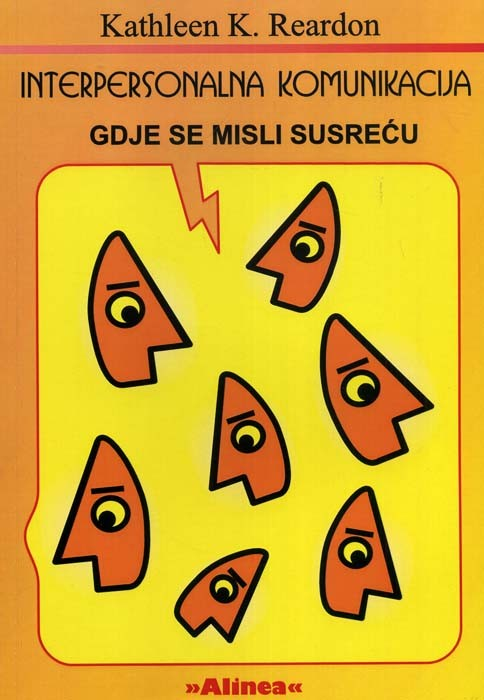 Kathleen K. Reardon
INTERPERSONALNA KOMUNIKACIJA
GDJE SE MISLI SUSREĆU
»Alinea«